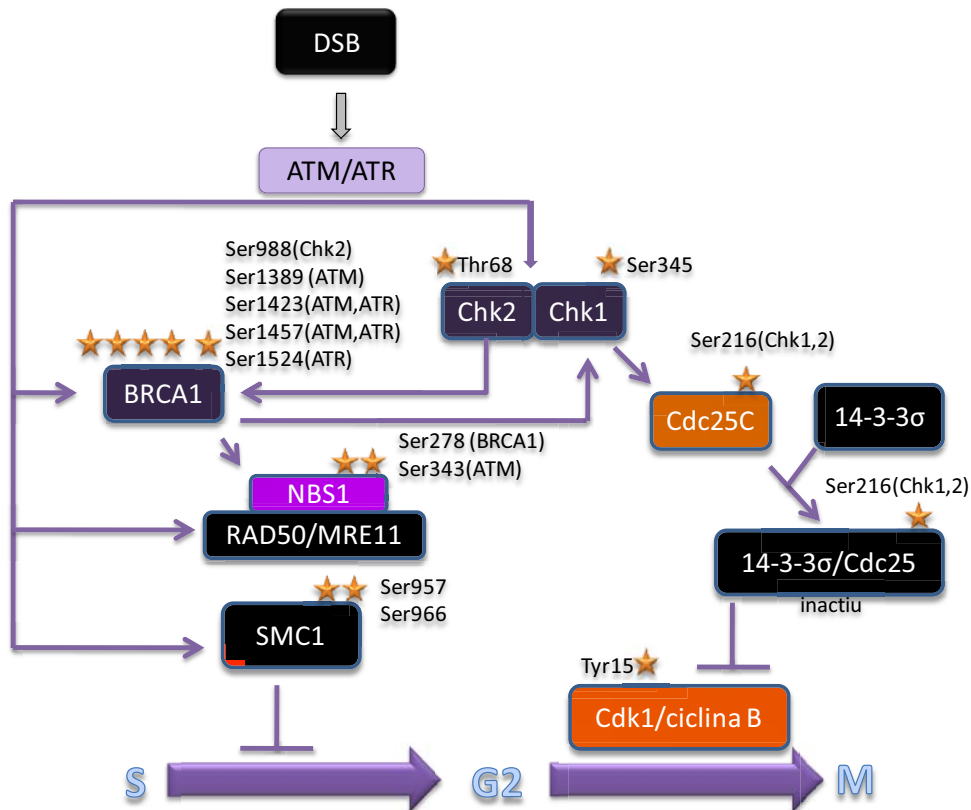 DSB
ATM/ATR
Ser988(Chk2)
Ser1389 (ATM)
Ser1423(ATM,ATR)
Ser1457(ATM,ATR)
Ser1524(ATR)
Thr68
Ser345
Chk2
Chk1
Ser216(Chk1,2)
BRCA1
Cdc25C
14-3-3σ
Ser278 (BRCA1)
Ser343(ATM)
NBS1
RAD50/MRE11
Ser216(Chk1,2)
14-3-3σ/Cdc25
inactiu
Ser957
Ser966
SMC1
Tyr15
Cdk1/ciclina B
S
G2
M